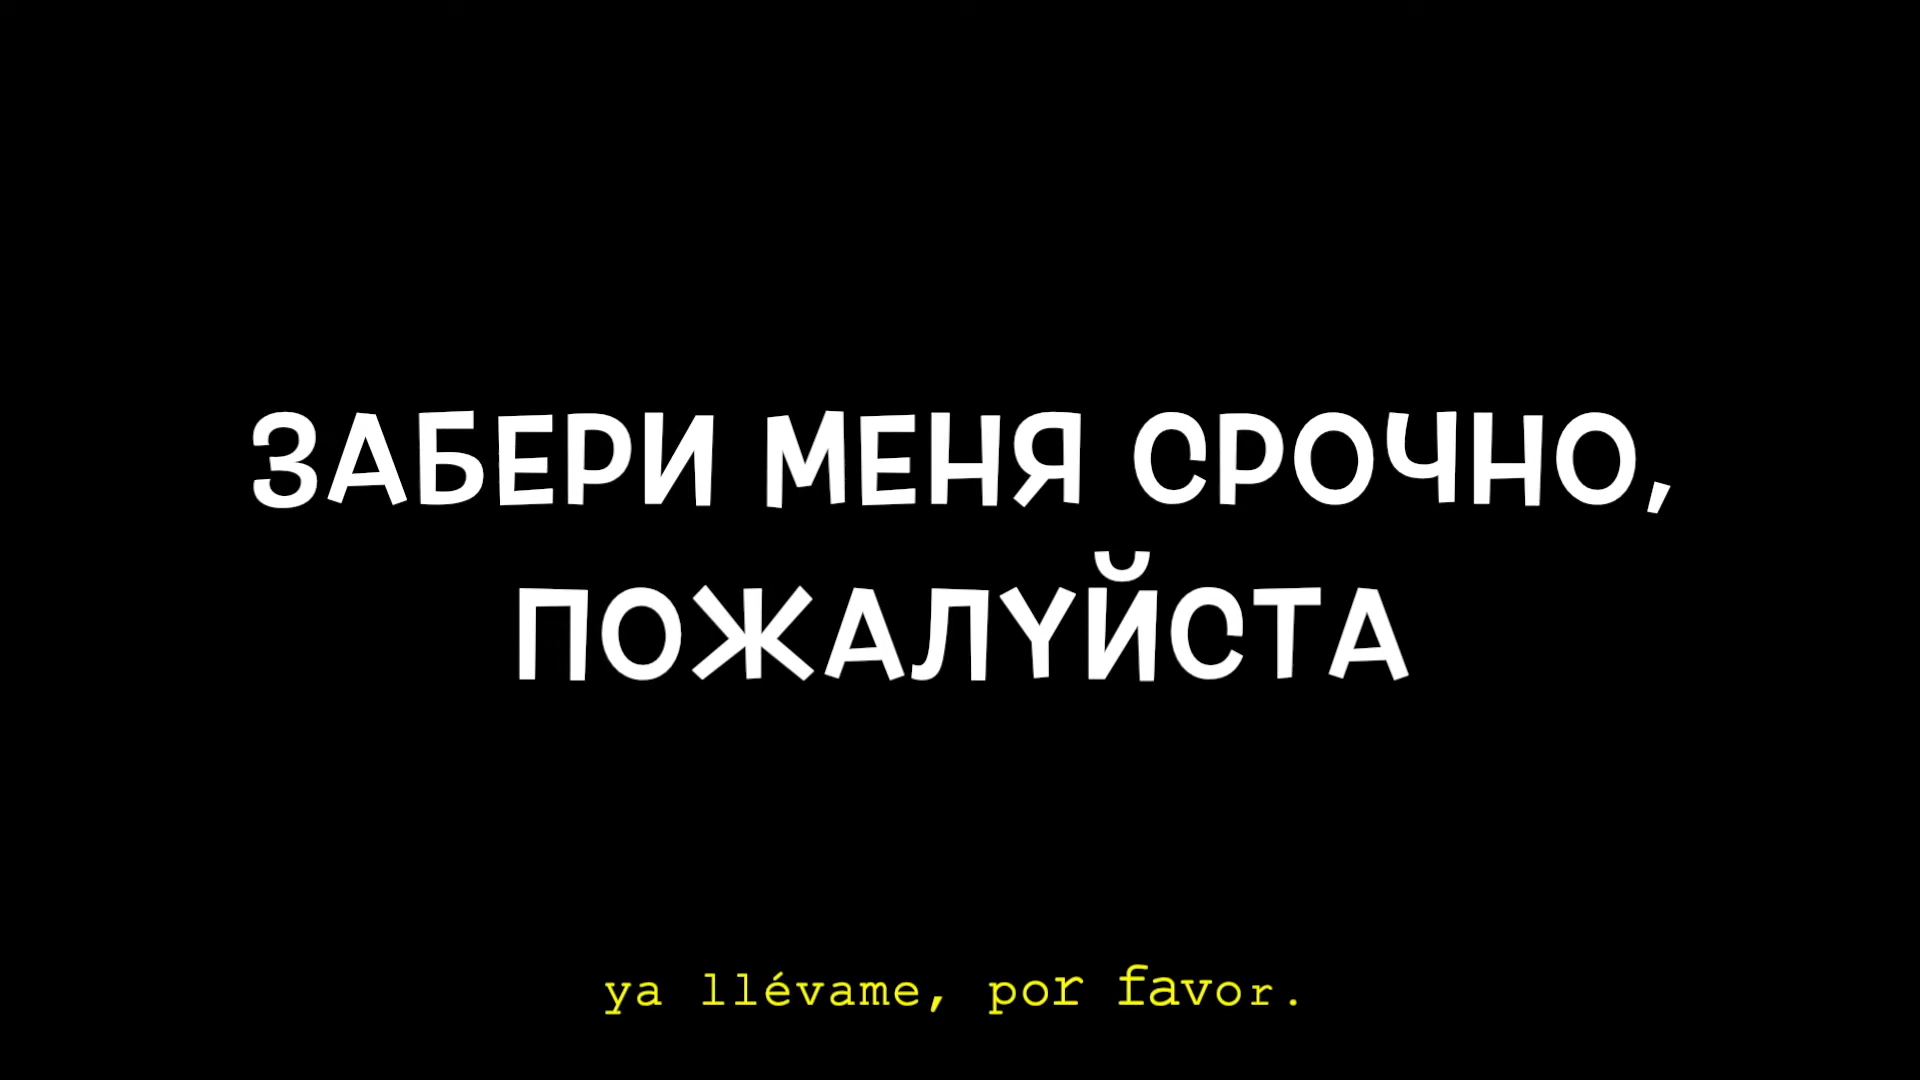 ЗАБЕРИ МЕНЯ СРОЧНО,
ПОЖАЛУЙСТА
ya llévame, por favor.